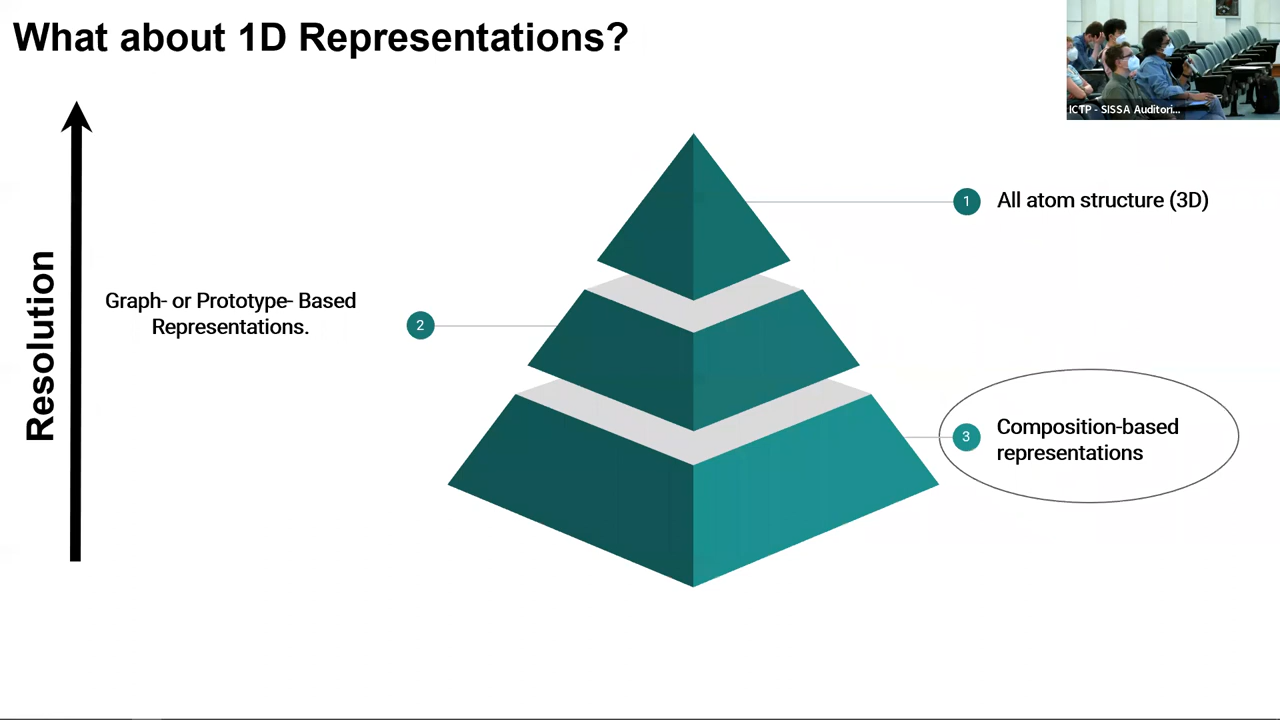 What about 1D Representations?
ICTP - SISSA Auditori...
Resolution
1
All atom structure (3D)
Graph- or Prototype- Based
Representations.
2
3
Composition-based
representations